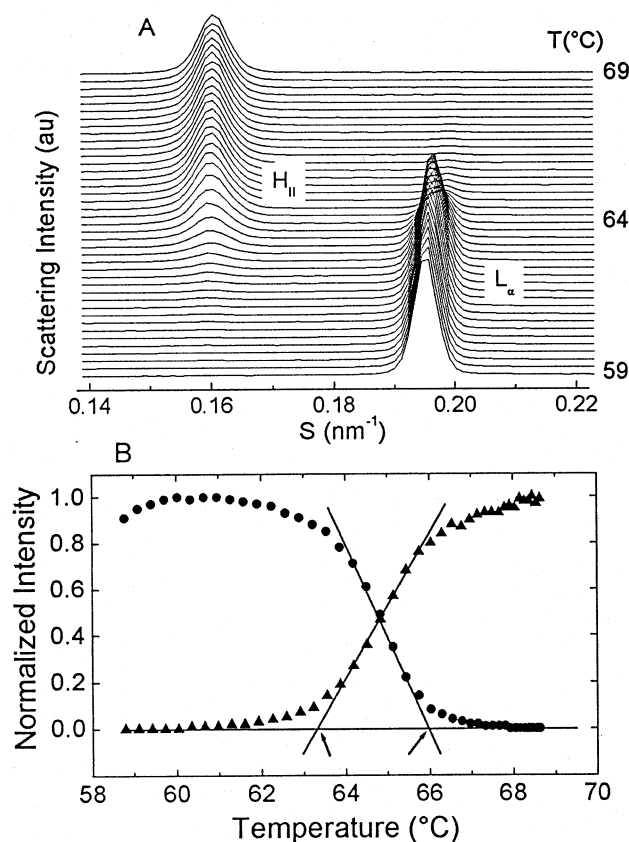 A
T(°C)
69
Scattering Intensity (au)
H_II
64
L_α
59
0.14 0.16 0.18 0.20 0.22
S (nm⁻¹)
B
Normalized Intensity
1.0
0.8
0.6
0.4
0.2
0.0
58 60 62 64 66 68 70
Temperature (°C)